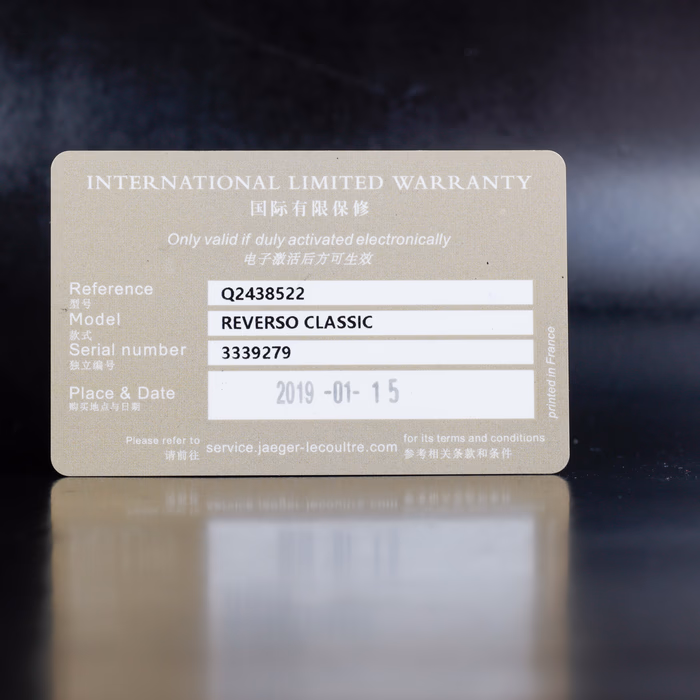 INTERNATIONAL LIMITED WARRANTY
国际有限保修
Only valid if duly activated electronically
电子激活后方可生效
Reference Q2438522
型号
Model REVERSO CLASSIC
款式
Serial number 3339279
独立编号
Place & Date 2019 -01- 15
购买地点与日期
printed in France
Please refer to service.jaeger-lecoultre.com for its terms and conditions
请前往 参考相关条款和条件